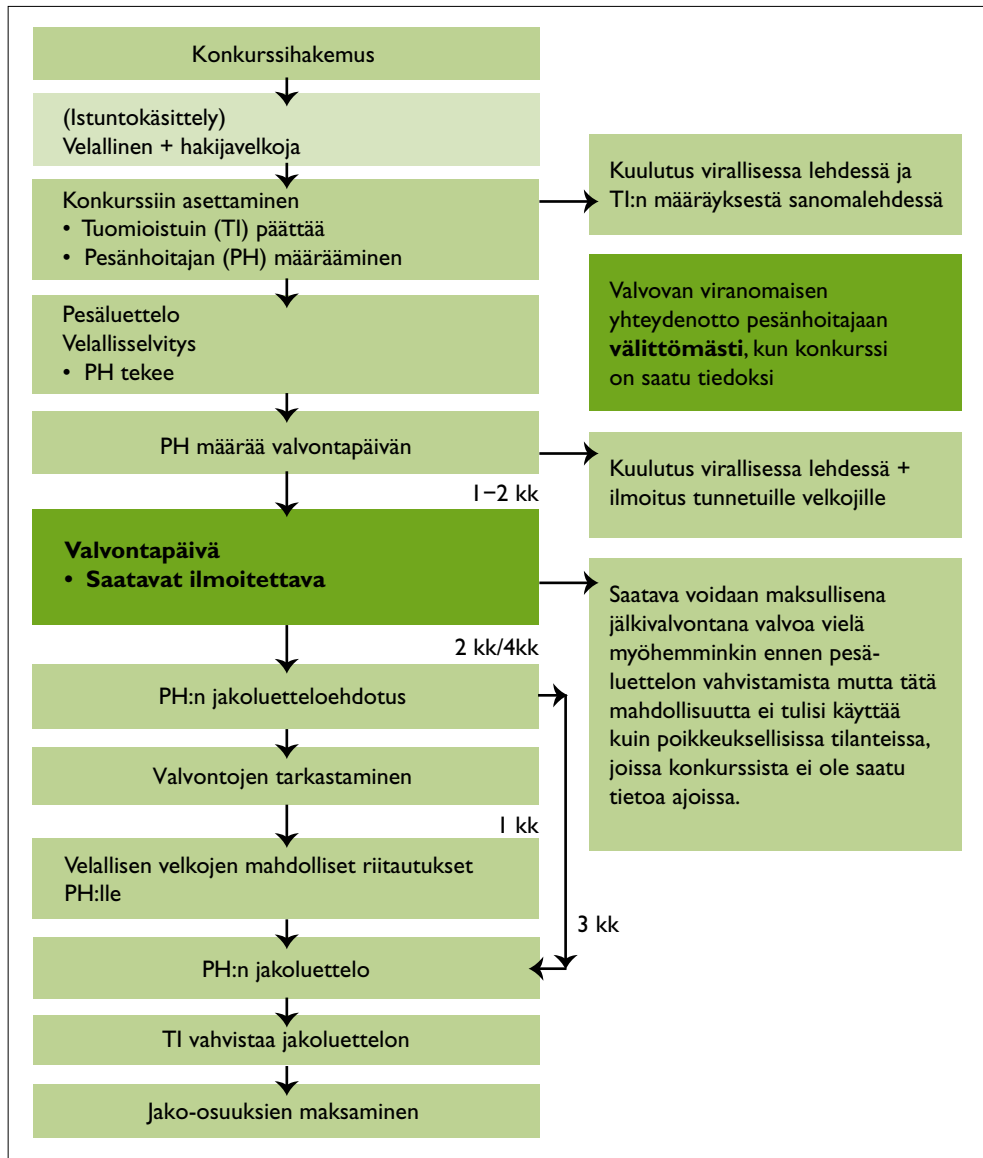 Konkurssihakemus
(Istuntokäsittely)
Velallinen + hakijavelkoja
Konkurssiin asettaminen
• Tuomioistuin (TI) päättää
• Pesänhoitajan (PH) määrääminen
Kuulutus virallisessa lehdessä ja
TI:n määräyksestä sanomalehdessä
Valvovan viranomaisen
yhteydenotto pesänhoitajaan
välittömästi, kun konkurssi
on saatu tiedoksi
Pesäluettelo
Velallisselvitys
• PH tekee
PH määrää valvontapäivän
Kuulutus virallisessa lehdessä +
ilmoitus tunnetuille velkojille
1–2 kk
Valvontapäivä
• Saatavat ilmoitettava
Saatava voidaan maksullisena
jälkivalvontana valvoa vielä
myöhemminkin ennen pesä-
luettelon vahvistamista mutta tätä
mahdollisuutta ei tulisi käyttää
kuin poikkeuksellisissa tilanteissa,
joissa konkurssista ei ole saatu
tietoa ajoissa.
2 kk/4kk
PH:n jakoluetteloehdotus
Valvontojen tarkastaminen
1 kk
Velallisen velkojen mahdolliset riitautukset
PH:lle
3 kk
PH:n jakoluettelo
TI vahvistaa jakoluettelon
Jako-osuuksien maksaminen